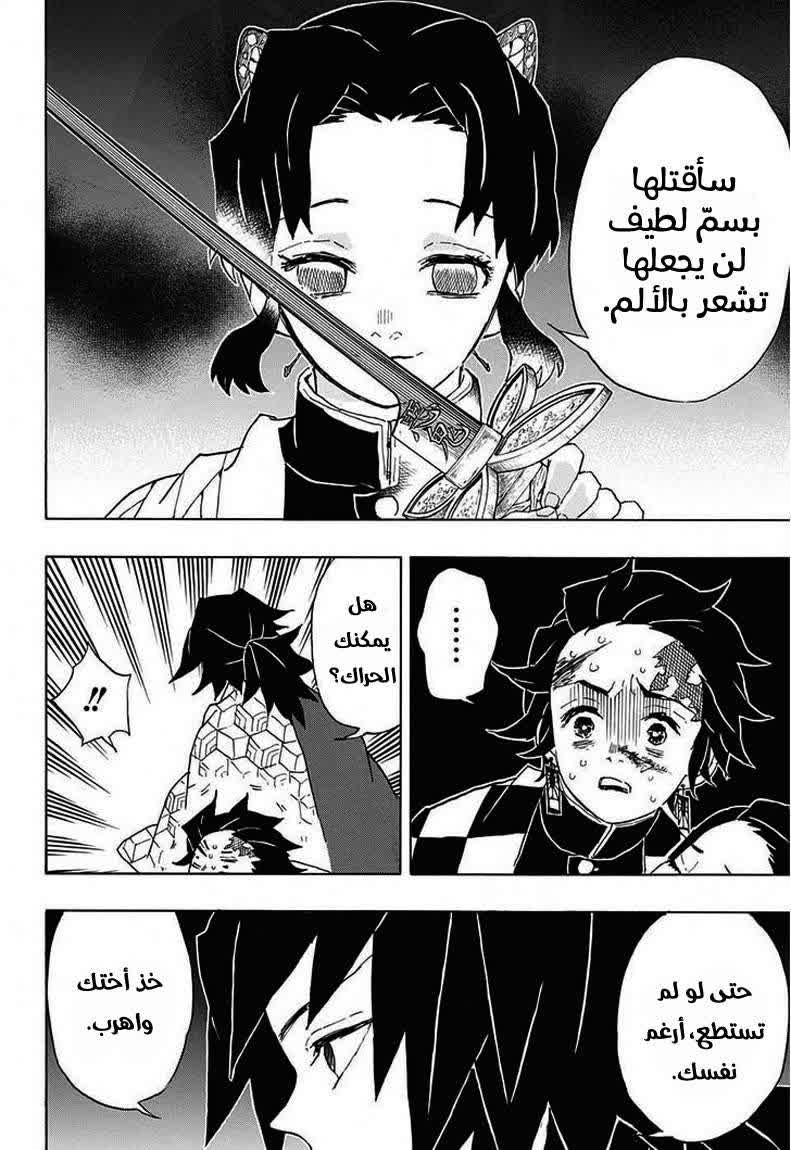 سأقتلها
بسمّ لطيف
لن يجعلها
تشعر بالألم.
......
هل
يمكنك
الحراك؟
!!
حتى لو لم
تستطع، أرغم
نفسك.
خذ أختك
واهرب.